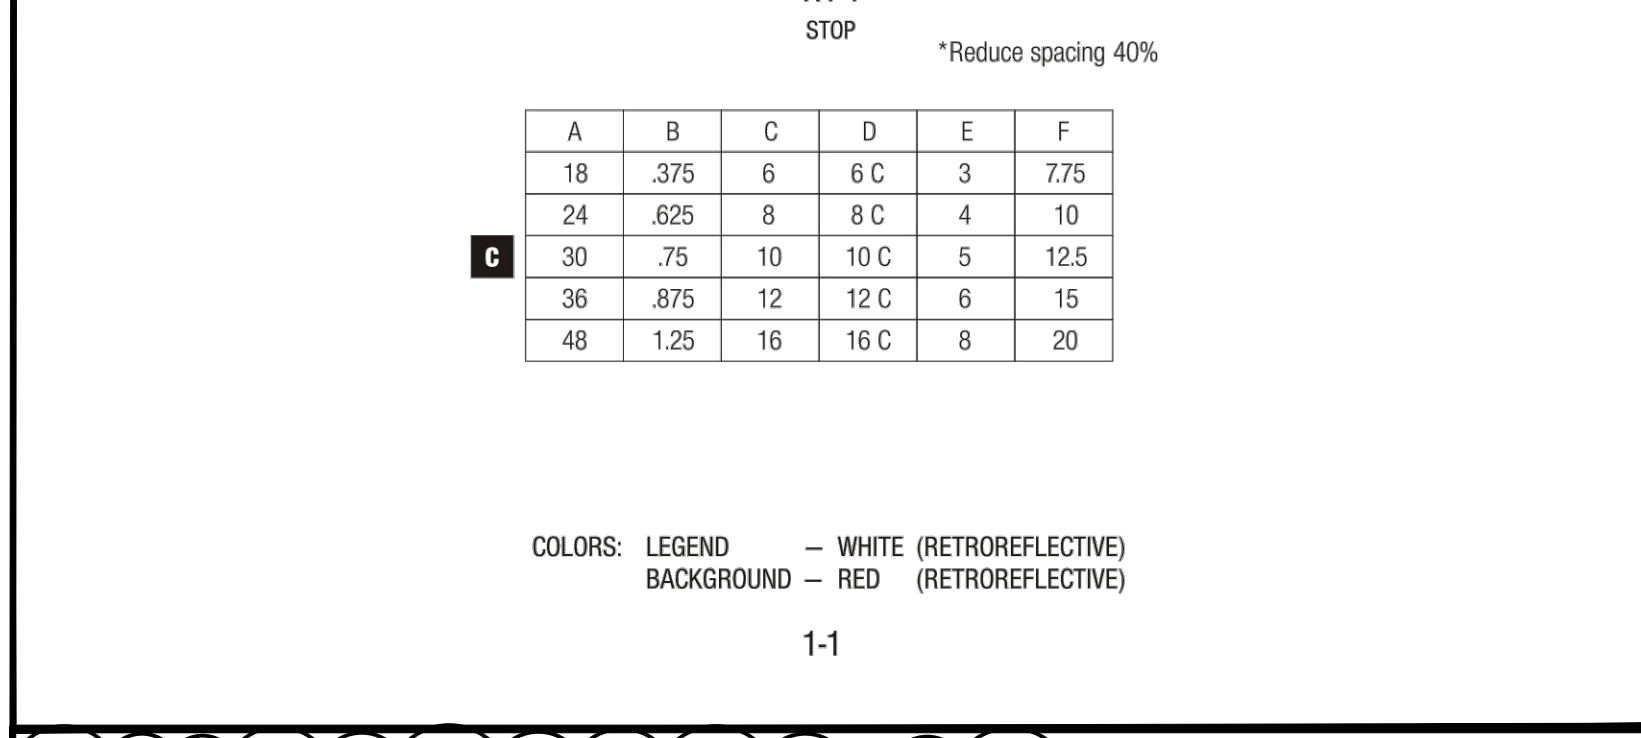 STOP
*Reduce spacing 40%
A B C D E F
18 .375 6 6 C 3 7.75
24 .625 8 8 C 4 10
C 30 .75 10 10 C 5 12.5
36 .875 12 12 C 6 15
48 1.25 16 16 C 8 20
COLORS: LEGEND – WHITE (RETROREFLECTIVE)
BACKGROUND – RED (RETROREFLECTIVE)
1-1